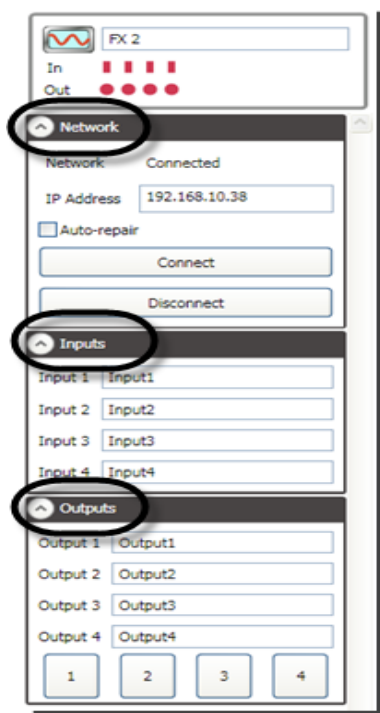 FX 2
In
Out
Network
Network Connected
IP Address 192.168.10.38
Auto-repair
Connect
Disconnect
Inputs
Input 1 Input1
Input 2 Input2
Input 3 Input3
Input 4 Input4
Outputs
Output 1 Output1
Output 2 Output2
Output 3 Output3
Output 4 Output4
1 2 3 4